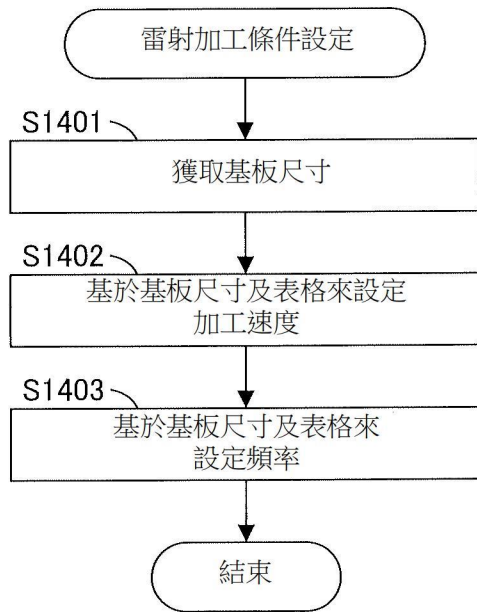 雷射加工條件設定
S1401
獲取基板尺寸
S1402
基於基板尺寸及表格來設定
加工速度
S1403
基於基板尺寸及表格來
設定頻率
結束